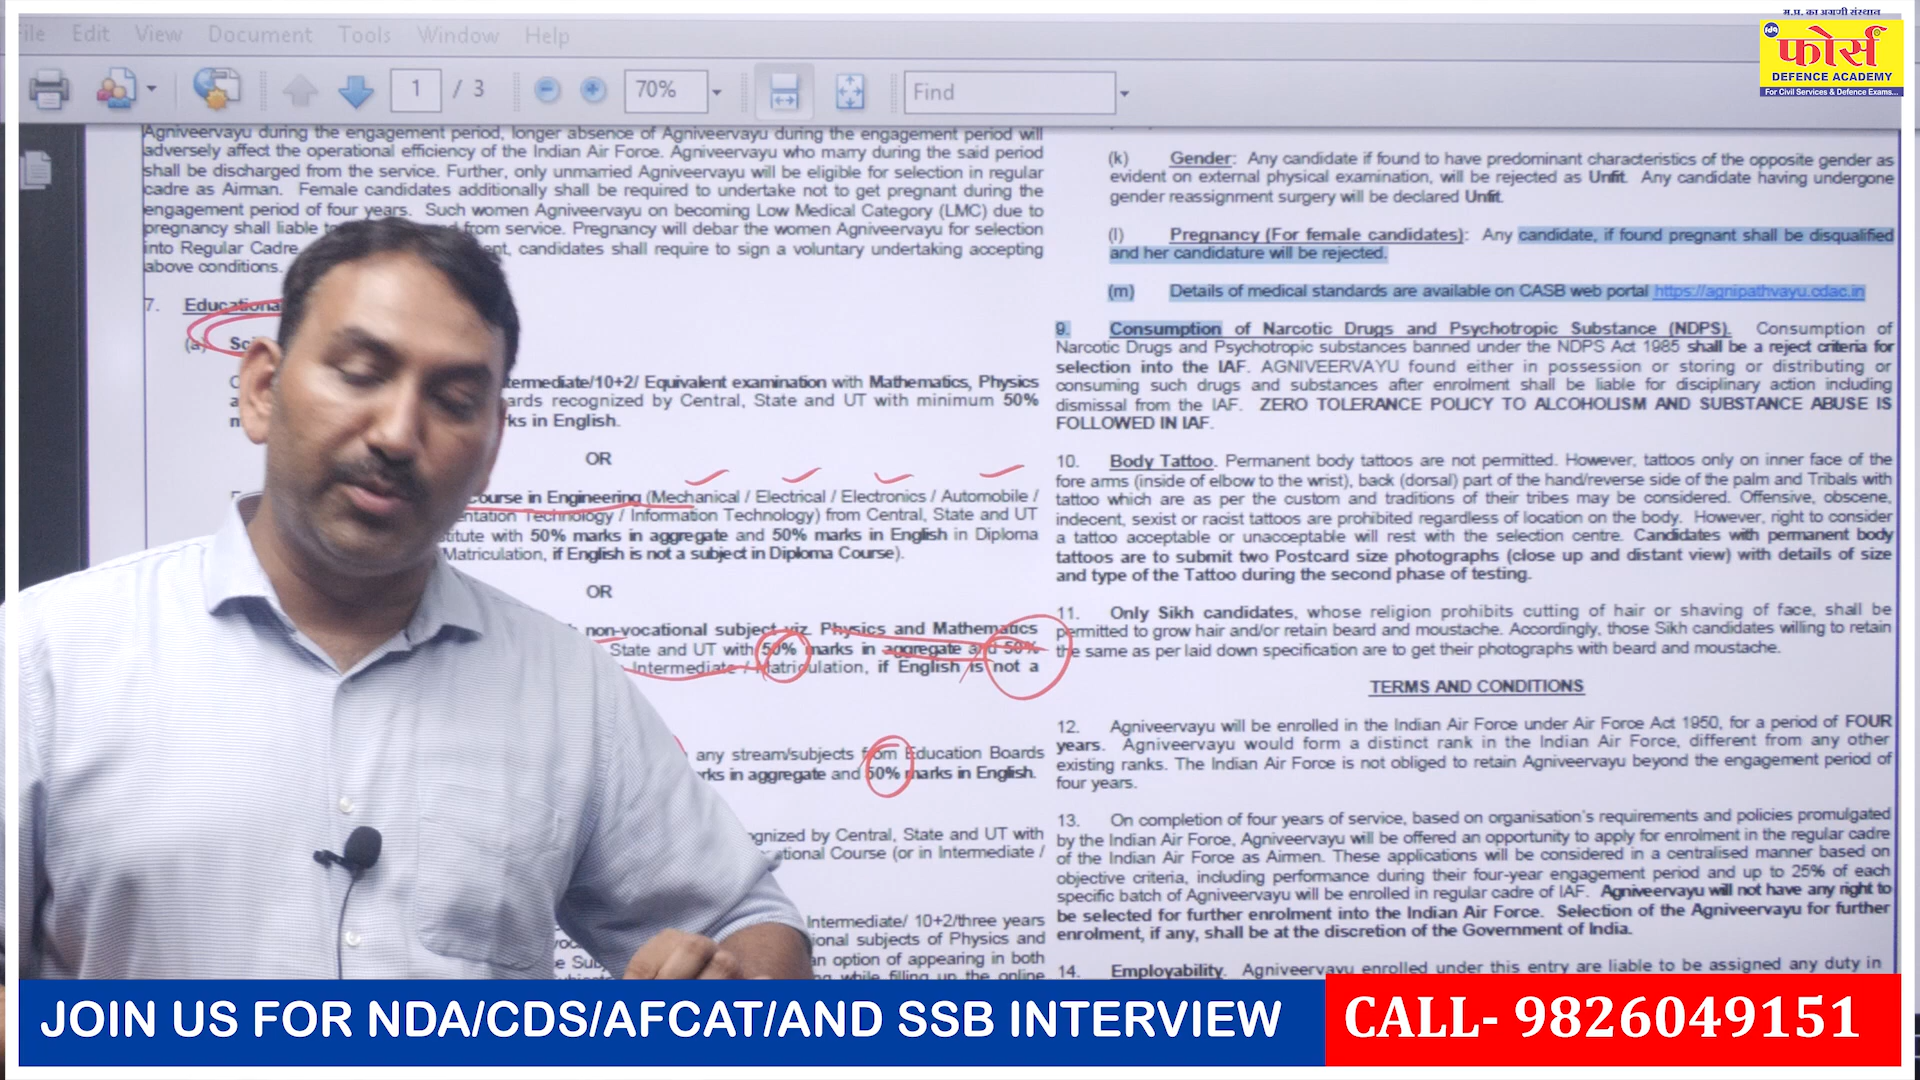 File Edit View Document Tools Window Help
म.प्र. का अग्रणी संस्थान
fda फोर्स
DEFENCE ACADEMY
For Civil Services & Defence Exams...
1 / 3 70% Find
Agniveervayu during the engagement period, longer absence of Agniveervayu during the engagement period will
adversely affect the operational efficiency of the Indian Air Force. Agniveervayu who marry during the said period
shall be discharged from the service. Further, only unmarried Agniveervayu will be eligible for selection in regular
cadre as Airman. Female candidates additionally shall be required to undertake not to get pregnant during the
engagement period of four years. Such women Agniveervayu on becoming Low Medical Category (LMC) due to
pregnancy shall liable from service. Pregnancy will debar the women Agniveervayu for selection
into Regular Cadre candidates shall require to sign a voluntary undertaking accepting
above conditions.
7. Educational
(a)
termediate/10+2/ Equivalent examination with Mathematics, Physics
ards recognized by Central, State and UT with minimum 50%
rks in English.
OR
ourse in Engineering (Mechanical / Electrical / Electronics / Automobile /
entation Technology / Information Technology) from Central, State and UT
titute with 50% marks in aggregate and 50% marks in English in Diploma
Matriculation, if English is not a subject in Diploma Course).
OR
non-vocational subject viz. Physics and Mathematics
State and UT with 50% marks in aggregate and 50%
Intermediate / Matriculation, if English is not a
any stream/subjects from Education Boards
rks in aggregate and 50% marks in English.
gnized by Central, State and UT with
ational Course (or in Intermediate /
Intermediate/ 10+2/three years
ional subjects of Physics and
an option of appearing in both
while filling up the online
(k) Gender: Any candidate if found to have predominant characteristics of the opposite gender as
evident on external physical examination, will be rejected as Unfit. Any candidate having undergone
gender reassignment surgery will be declared Unfit.
(l) Pregnancy (For female candidates): Any candidate, if found pregnant shall be disqualified
and her candidature will be rejected.
(m) Details of medical standards are available on CASB web portal https://agnipathvayu.cdac.in
9. Consumption of Narcotic Drugs and Psychotropic Substance (NDPS). Consumption of
Narcotic Drugs and Psychotropic substances banned under the NDPS Act 1985 shall be a reject criteria for
selection into the IAF. AGNIVEERVAYU found either in possession or storing or distributing or
consuming such drugs and substances after enrolment shall be liable for disciplinary action including
dismissal from the IAF. ZERO TOLERANCE POLICY TO ALCOHOLISM AND SUBSTANCE ABUSE IS
FOLLOWED IN IAF.
10. Body Tattoo. Permanent body tattoos are not permitted. However, tattoos only on inner face of the
fore arms (inside of elbow to the wrist), back (dorsal) part of the hand/reverse side of the palm and Tribals with
tattoo which are as per the custom and traditions of their tribes may be considered. Offensive, obscene,
indecent, sexist or racist tattoos are prohibited regardless of location on the body. However, right to consider
a tattoo acceptable or unacceptable will rest with the selection centre. Candidates with permanent body
tattoos are to submit two Postcard size photographs (close up and distant view) with details of size
and type of the Tattoo during the second phase of testing.
11. Only Sikh candidates, whose religion prohibits cutting of hair or shaving of face, shall be
permitted to grow hair and/or retain beard and moustache. Accordingly, those Sikh candidates willing to retain
the same as per laid down specification are to get their photographs with beard and moustache.
TERMS AND CONDITIONS
12. Agniveervayu will be enrolled in the Indian Air Force under Air Force Act 1950, for a period of FOUR
years. Agniveervayu would form a distinct rank in the Indian Air Force, different from any other
existing ranks. The Indian Air Force is not obliged to retain Agniveervayu beyond the engagement period of
four years.
13. On completion of four years of service, based on organisation's requirements and policies promulgated
by the Indian Air Force, Agniveervayu will be offered an opportunity to apply for enrolment in the regular cadre
of the Indian Air Force as Airmen. These applications will be considered in a centralised manner based on
objective criteria, including performance during their four-year engagement period and up to 25% of each
specific batch of Agniveervayu will be enrolled in regular cadre of IAF. Agniveervayu will not have any right to
be selected for further enrolment into the Indian Air Force. Selection of the Agniveervayu for further
enrolment, if any, shall be at the discretion of the Government of India.
14. Employability. Agniveervayu enrolled under this entry are liable to be assigned any duty in
JOIN US FOR NDA/CDS/AFCAT/AND SSB INTERVIEW
CALL- 9826049151